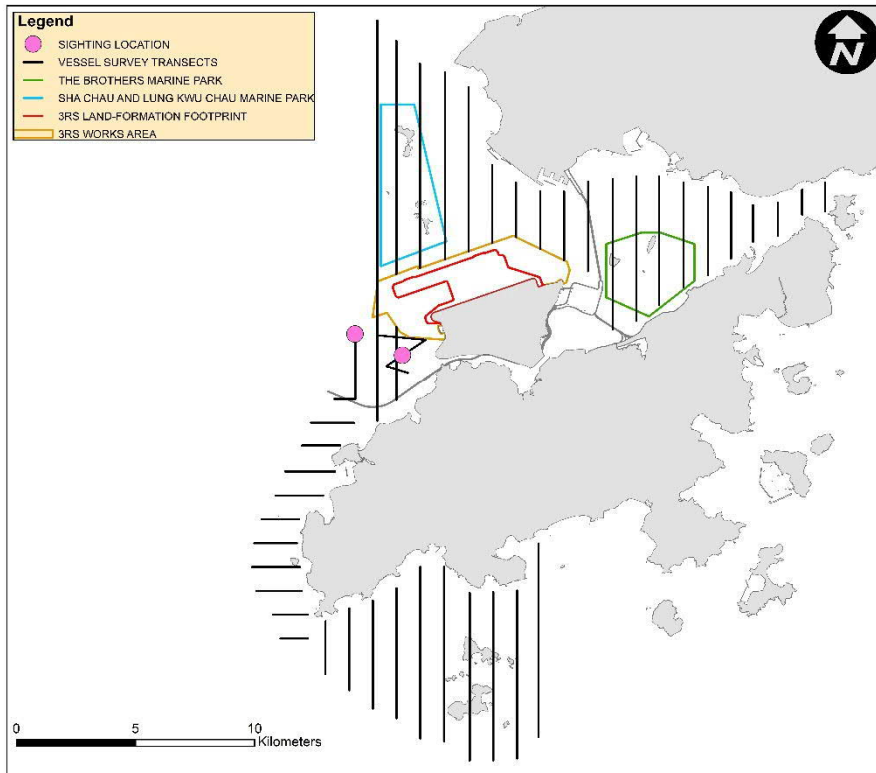 Legend
SIGHTING LOCATION
VESSEL SURVEY TRANSECTS
THE BROTHERS MARINE PARK
SHA CHAU AND LUNG KWU CHAU MARINE PARK
3RS LAND-FORMATION FOOTPRINT
3RS WORKS AREA
N
0 5 10
Kilometers